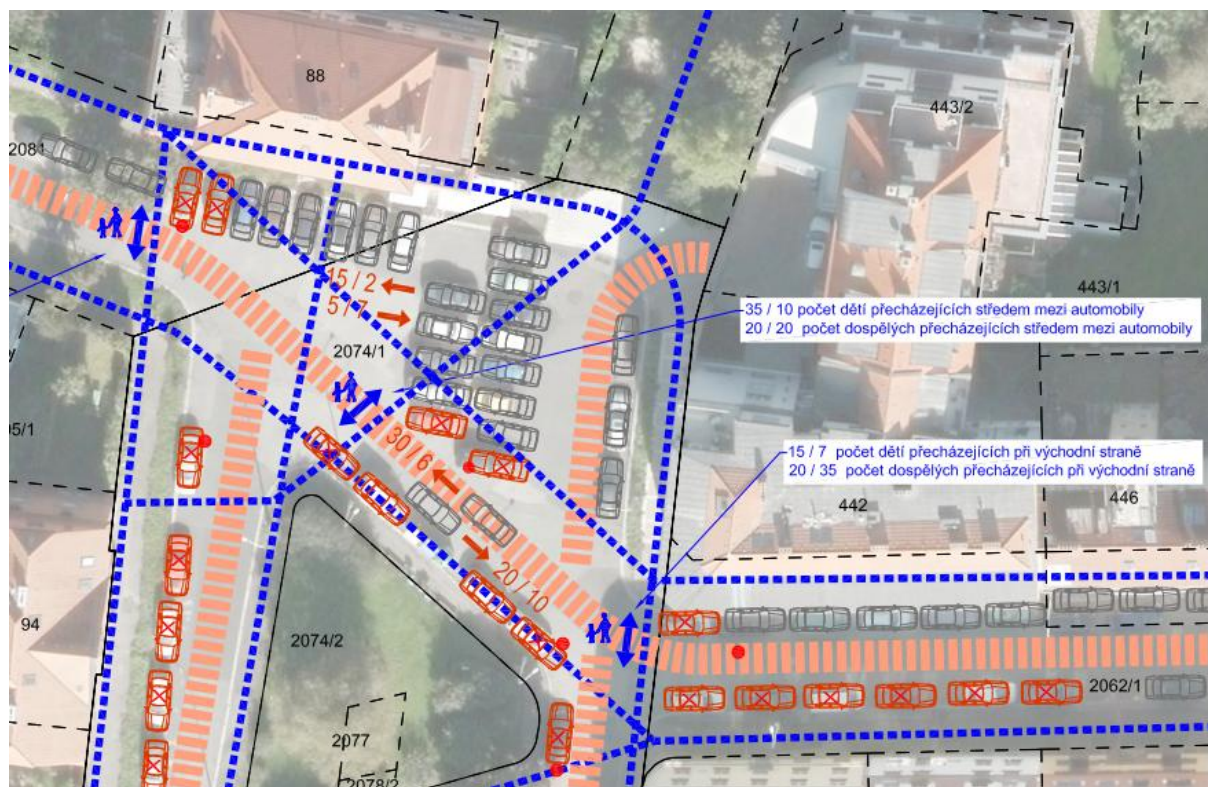 88
443/2
2081
443/1
15 / 2
5 / 7
35 / 10 počet dětí přecházejících středem mezi automobily
20 / 20 počet dospělých přecházejících středem mezi automobily
2074/1
30/6
15 / 7 počet dětí přecházejících při východní straně
20 / 35 počet dospělých přecházejících při východní straně
95/1
442
446
20 / 10
94
2074/2
2062/1
2077
2078/2